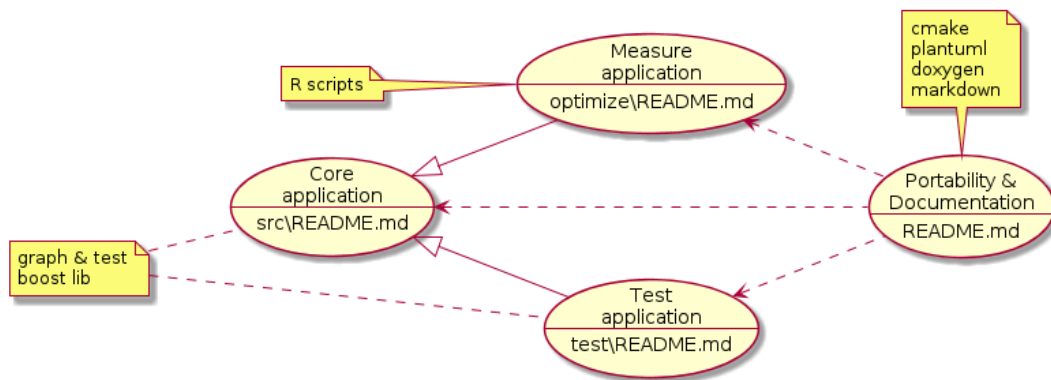 cmake
plantuml
doxygen
markdown
Measure
application
optimize\README.md
R scripts
Core
application
src\README.md
Portability &
Documentation
README.md
graph & test
boost lib
Test
application
test\README.md